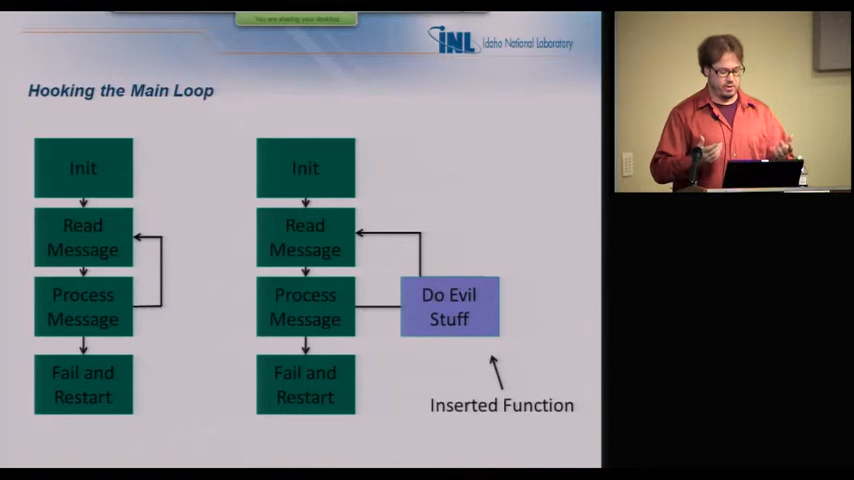 You are sharing your desktop
INL Idaho National Laboratory
Hooking the Main Loop
Init
Read
Message
Process
Message
Fail and
Restart
Init
Read
Message
Process
Message
Fail and
Restart
Do Evil
Stuff
Inserted Function